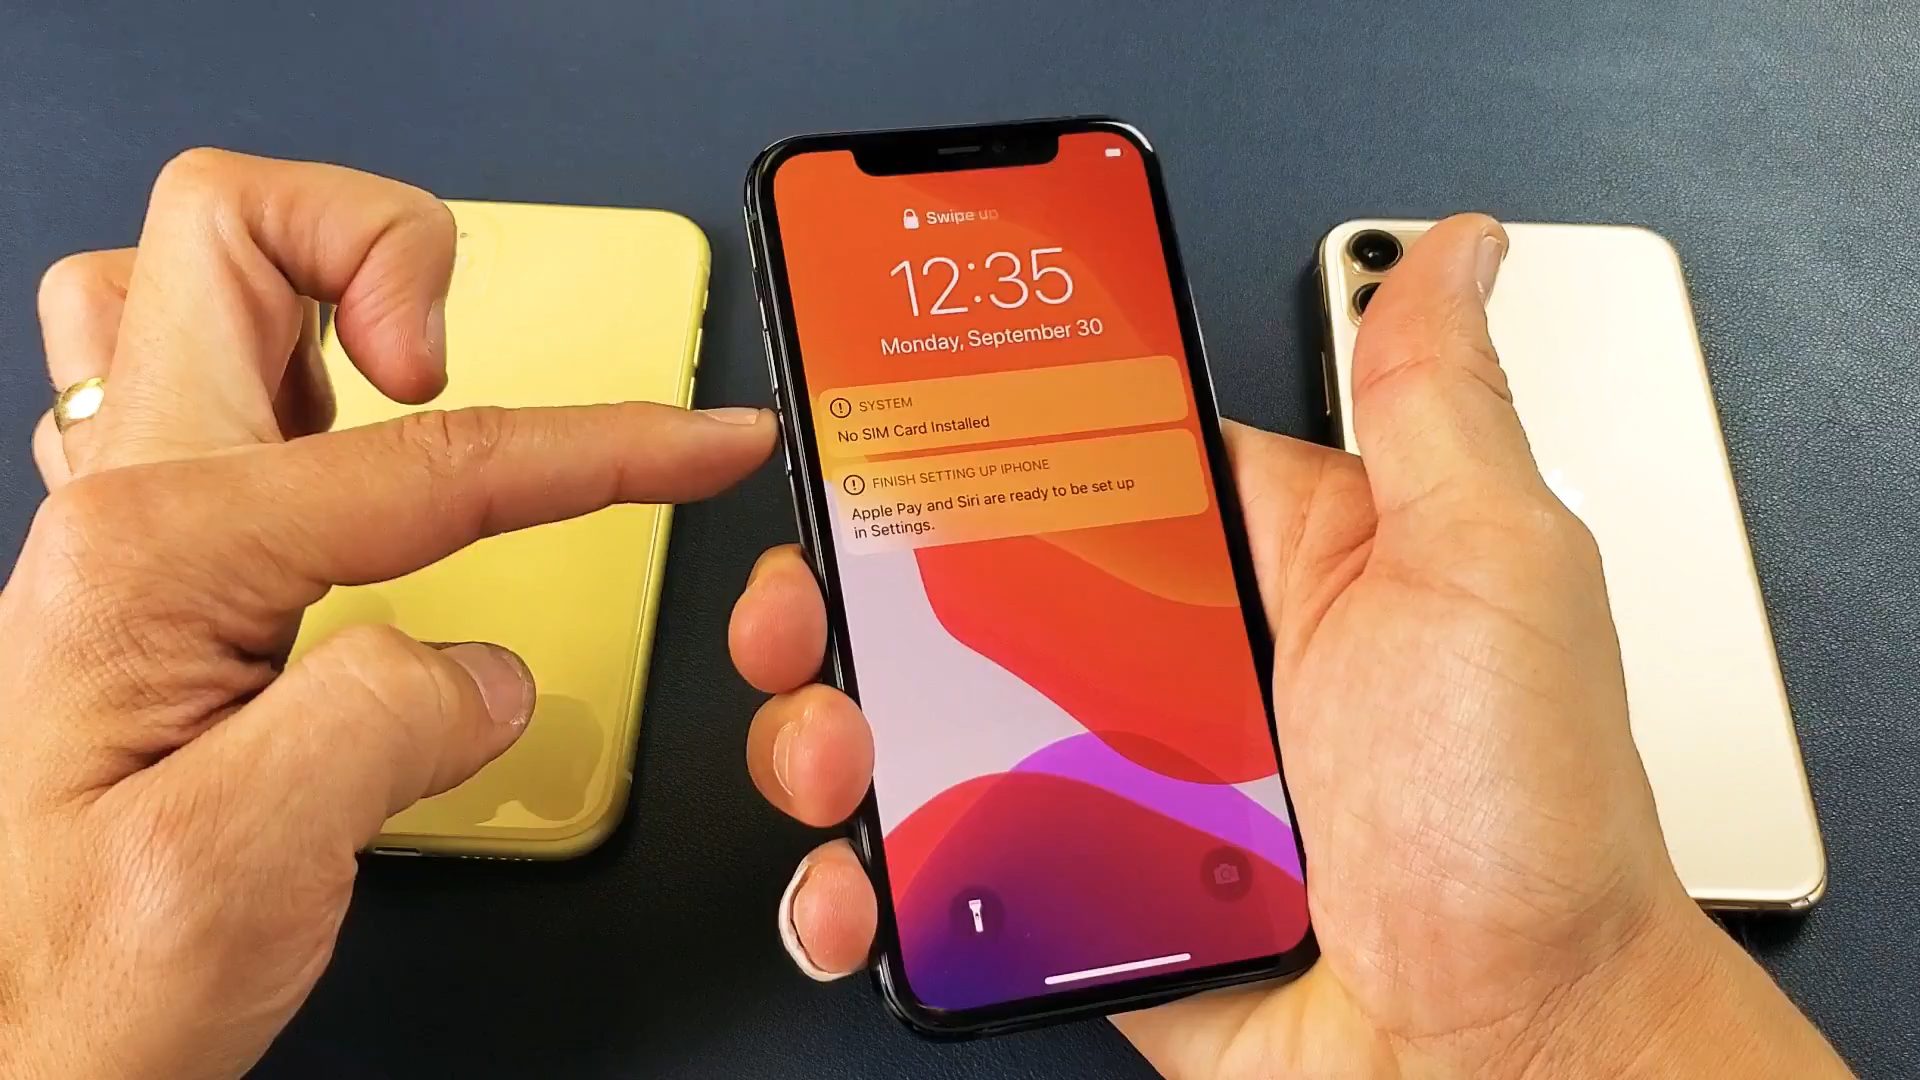 Swipe up
12:35
Monday, September 30
SYSTEM
No SIM Card Installed
FINISH SETTING UP IPHONE
Apple Pay and Siri are ready to be set up
in Settings.